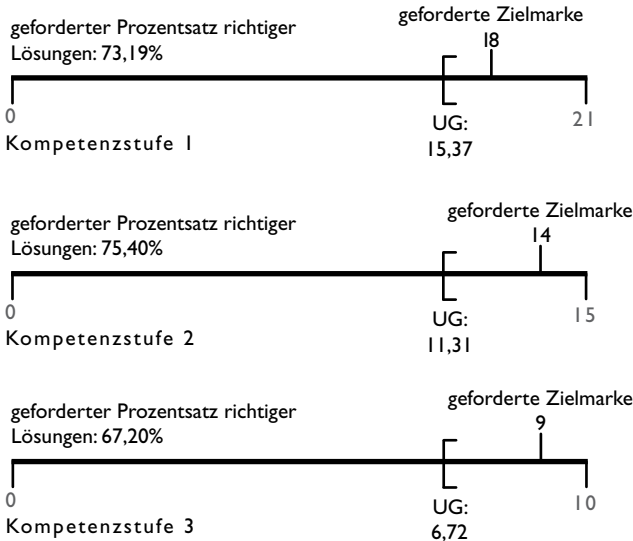 geforderter Prozentsatz richtiger
Lösungen: 73,19%
geforderte Zielmarke
18
0
UG:
15,37
21
Kompetenzstufe 1
geforderter Prozentsatz richtiger
Lösungen: 75,40%
geforderte Zielmarke
14
0
UG:
11,31
15
Kompetenzstufe 2
geforderter Prozentsatz richtiger
Lösungen: 67,20%
geforderte Zielmarke
9
0
UG:
6,72
10
Kompetenzstufe 3